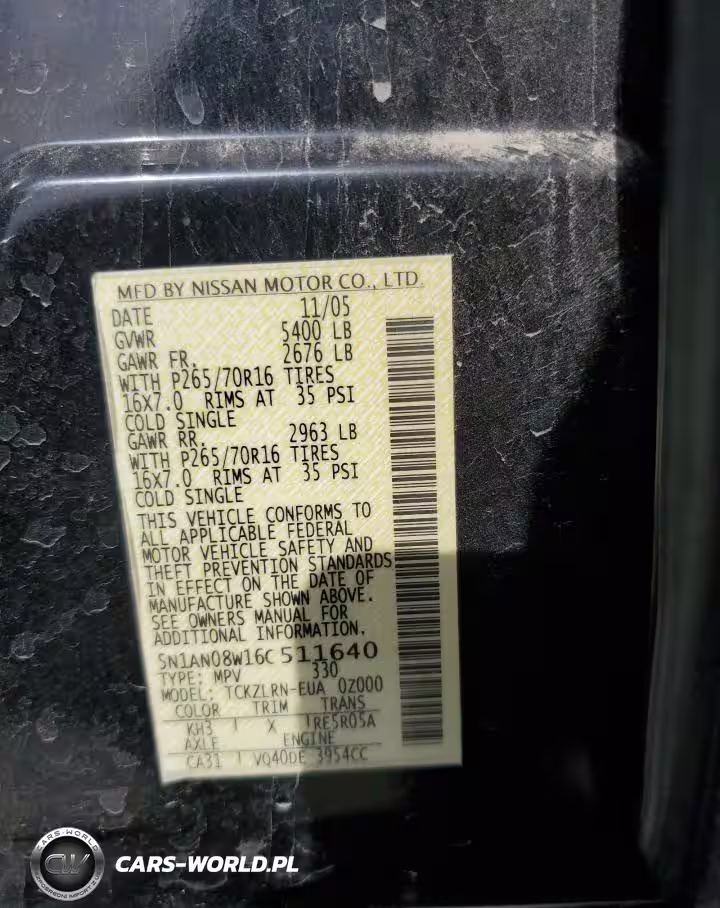 MFD BY NISSAN MOTOR CO., LTD.
DATE 11/05
GVWR 5400 LB
GAWR FR. 2676 LB
WITH P265/70R16 TIRES
16X7.0 RIMS AT 35 PSI
COLD SINGLE
GAWR RR. 2963 LB
WITH P265/70R16 TIRES
16X7.0 RIMS AT 35 PSI
COLD SINGLE
THIS VEHICLE CONFORMS TO
ALL APPLICABLE FEDERAL
MOTOR VEHICLE SAFETY AND
THEFT PREVENTION STANDARDS
IN EFFECT ON THE DATE OF
MANUFACTURE SHOWN ABOVE.
SEE OWNERS MANUAL FOR
ADDITIONAL INFORMATION.
5N1AN08W16C511640
TYPE: MPV 330
MODEL: TCKZLRN-EUA 0Z000
COLOR TRIM TRANS
KH3 X RE5R05A
AXLE ENGINE
CA31 VQ40DE 3954CC
CARS-WORLD
CW
CARS-WORLD.PL